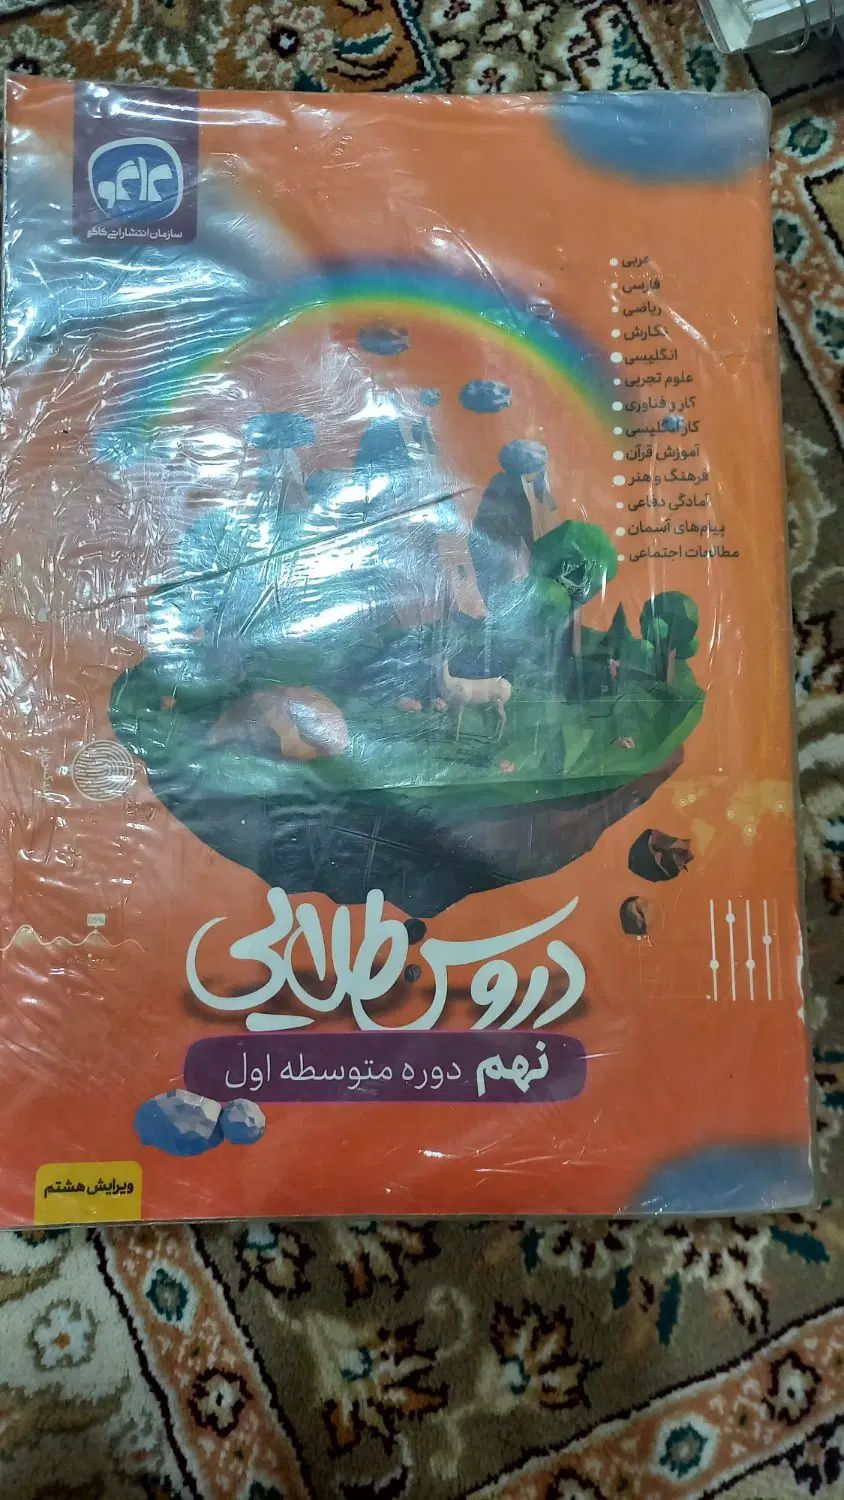 کاگو
سازمان انتشاراتی کاگو
عربی
فارسی
ریاضی
نگارش
انگلیسی
علوم تجربی
کار و فناوری
کار انگلیسی
آموزش قرآن
فرهنگ و هنر
آمادگی دفاعی
پیام‌های آسمان
مطالعات اجتماعی
دروس طلایی
نهم دوره متوسطه اول
ویرایش هشتم